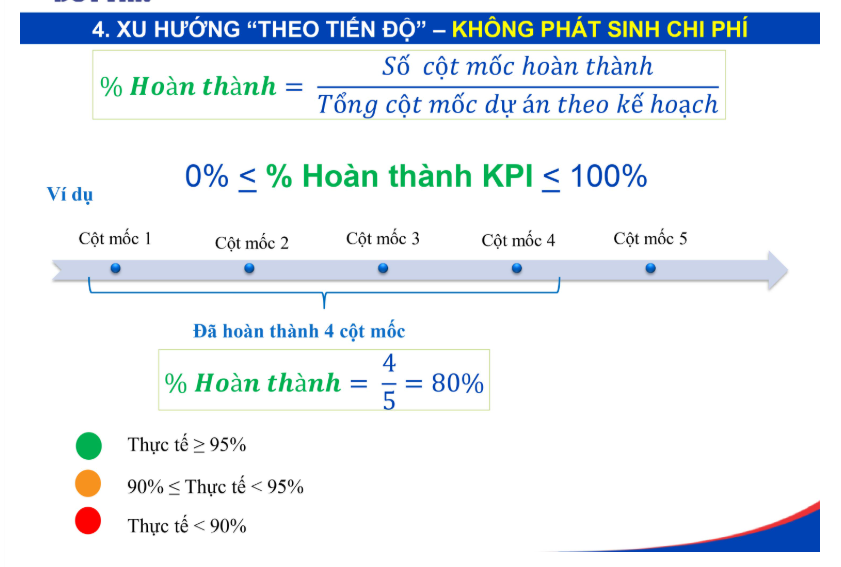 4. XU HƯỚNG “THEO TIẾN ĐỘ” – KHÔNG PHÁT SINH CHI PHÍ
% Hoàn thành = Số cột mốc hoàn thành / Tổng cột mốc dự án theo kế hoạch
0% ≤ % Hoàn thành KPI ≤ 100%
Ví dụ
Cột mốc 1 Cột mốc 2 Cột mốc 3 Cột mốc 4 Cột mốc 5
Đã hoàn thành 4 cột mốc
% Hoàn thành = 4/5 = 80%
Thực tế ≥ 95%
90% ≤ Thực tế < 95%
Thực tế < 90%